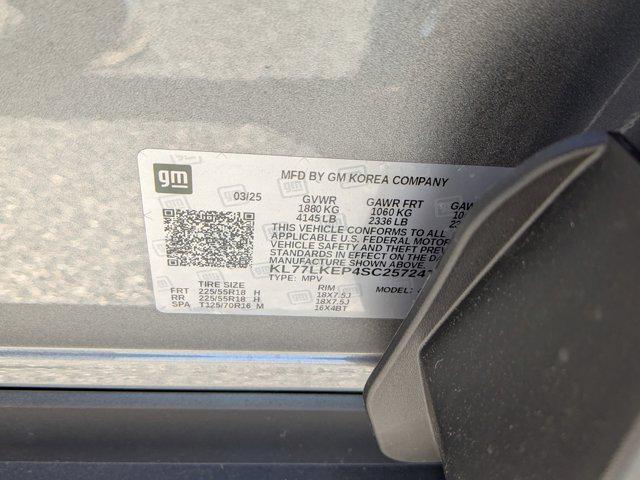 gm
MFD BY GM KOREA COMPANY
03/25
GVWR GAWR FRT
1880 KG 1060 KG
4145 LB 2336 LB
THIS VEHICLE CONFORMS TO
APPLICABLE U.S. FEDERAL MOTOR
VEHICLE SAFETY AND THEFT
STANDARDS IN EFFECT ON THE
MANUFACTURE SHOWN
TYPE: MPV MODEL:
TIRE SIZE RIM
FRT 225/55R18 H 18X7.5J
RR 225/55R18 H 18X7.5J
SPA T125/70R16 M 16X4BT